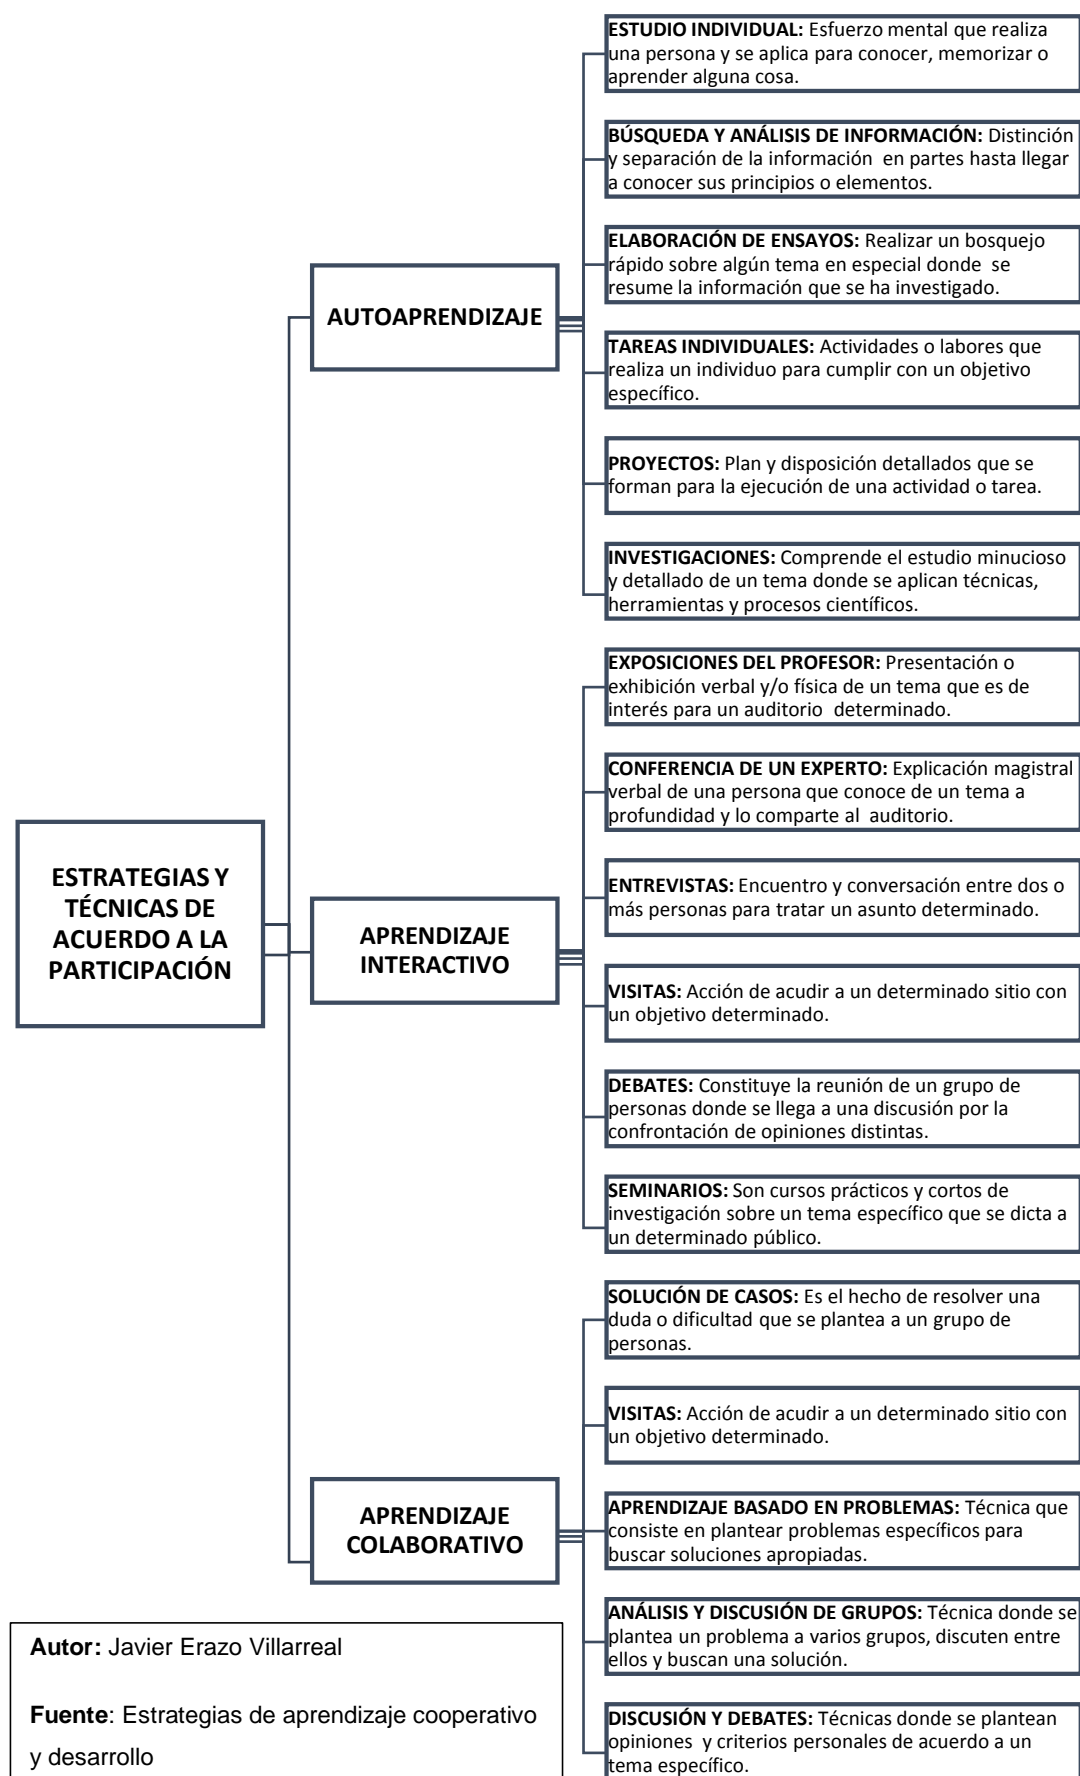 ESTRATEGIAS Y
TÉCNICAS DE
ACUERDO A LA
PARTICIPACIÓN
AUTOAPRENDIZAJE
ESTUDIO INDIVIDUAL: Esfuerzo mental que realiza
una persona y se aplica para conocer, memorizar o
aprender alguna cosa.
BÚSQUEDA Y ANÁLISIS DE INFORMACIÓN: Distinción
y separación de la información en partes hasta llegar
a conocer sus principios o elementos.
ELABORACIÓN DE ENSAYOS: Realizar un bosquejo
rápido sobre algún tema en especial donde se
resume la información que se ha investigado.
TAREAS INDIVIDUALES: Actividades o labores que
realiza un individuo para cumplir con un objetivo
específico.
PROYECTOS: Plan y disposición detallados que se
forman para la ejecución de una actividad o tarea.
INVESTIGACIONES: Comprende el estudio minucioso
y detallado de un tema donde se aplican técnicas,
herramientas y procesos científicos.
APRENDIZAJE
INTERACTIVO
EXPOSICIONES DEL PROFESOR: Presentación o
exhibición verbal y/o física de un tema que es de
interés para un auditorio determinado.
CONFERENCIA DE UN EXPERTO: Explicación magistral
verbal de una persona que conoce de un tema a
profundidad y lo comparte al auditorio.
ENTREVISTAS: Encuentro y conversación entre dos o
más personas para tratar un asunto determinado.
VISITAS: Acción de acudir a un determinado sitio con
un objetivo determinado.
DEBATES: Constituye la reunión de un grupo de
personas donde se llega a una discusión por la
confrontación de opiniones distintas.
SEMINARIOS: Son cursos prácticos y cortos de
investigación sobre un tema específico que se dicta a
un determinado público.
APRENDIZAJE
COLABORATIVO
SOLUCIÓN DE CASOS: Es el hecho de resolver una
duda o dificultad que se plantea a un grupo de
personas.
VISITAS: Acción de acudir a un determinado sitio con
un objetivo determinado.
APRENDIZAJE BASADO EN PROBLEMAS: Técnica que
consiste en plantear problemas específicos para
buscar soluciones apropiadas.
ANÁLISIS Y DISCUSIÓN DE GRUPOS: Técnica donde se
plantea un problema a varios grupos, discuten entre
ellos y buscan una solución.
DISCUSIÓN Y DEBATES: Técnicas donde se plantean
opiniones y criterios personales de acuerdo a un
tema específico.
Autor: Javier Erazo Villarreal
Fuente: Estrategias de aprendizaje cooperativo
y desarrollo